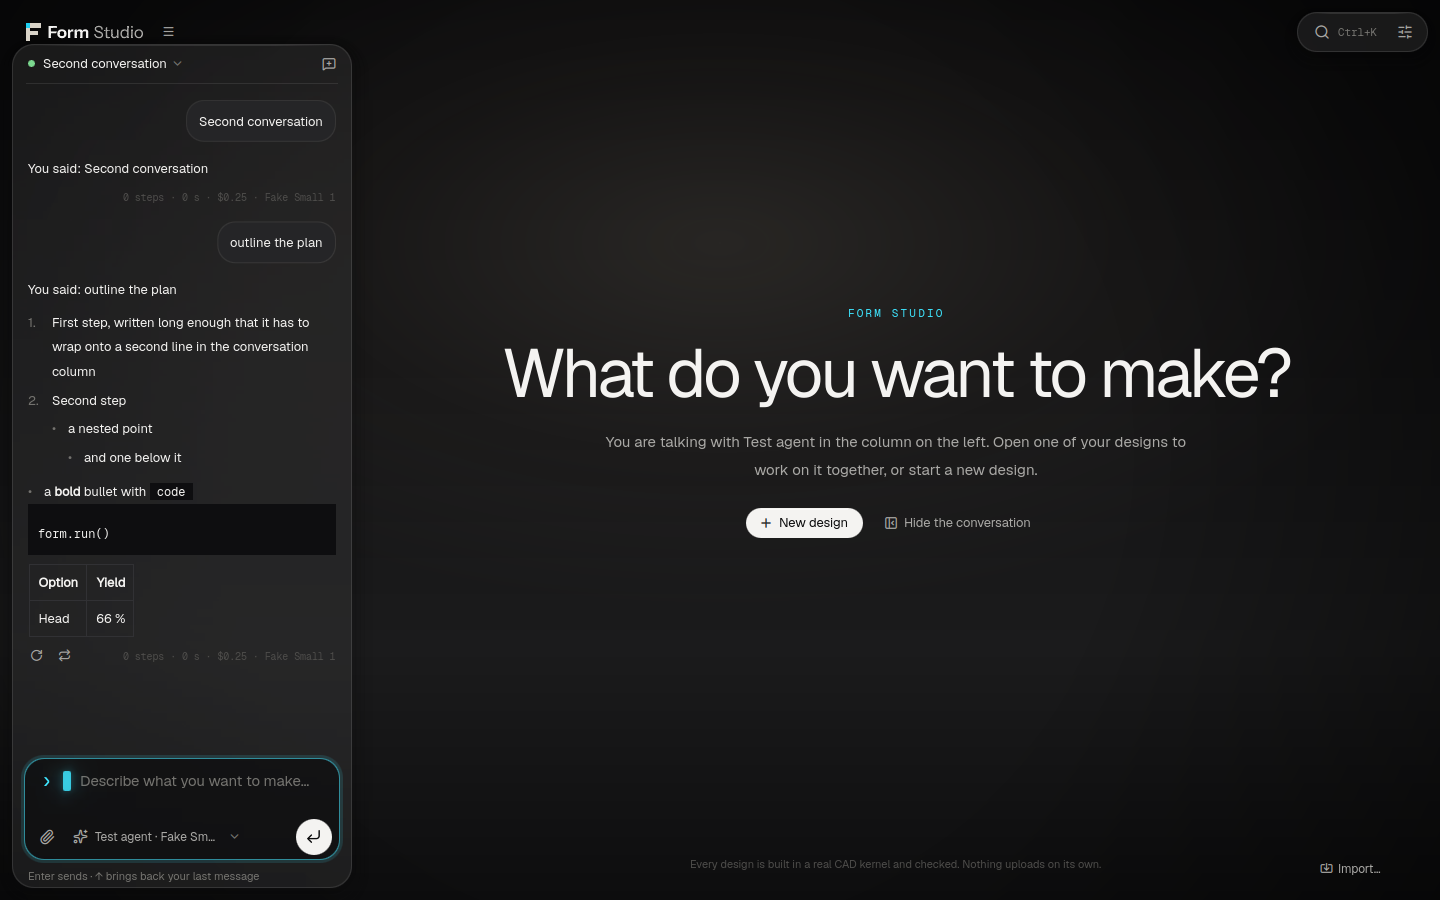 Form Studio
Ctrl+K
Second conversation
Second conversation
You said: Second conversation
0 steps · 0 s · $0.25 · Fake Small 1
outline the plan
You said: outline the plan
1. First step, written long enough that it has to
wrap onto a second line in the conversation
column
2. Second step
• a nested point
• and one below it
• a bold bullet with code
form.run()
Option Yield
Head 66 %
0 steps · 0 s · $0.25 · Fake Small 1
Describe what you want to make...
Test agent · Fake Sm...
Enter sends · ↑ brings back your last message
FORM STUDIO
What do you want to make?
You are talking with Test agent in the column on the left. Open one of your designs to
work on it together, or start a new design.
New design
Hide the conversation
Every design is built in a real CAD kernel and checked. Nothing uploads on its own.
Import...